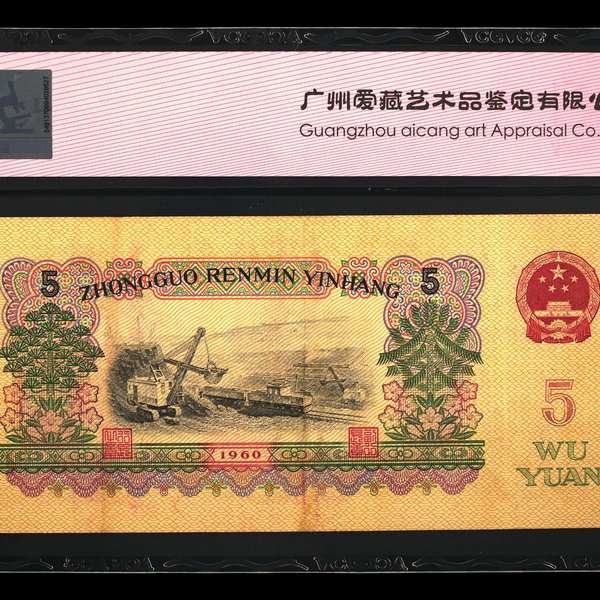 广州爱藏艺术品鉴定有限
Guangzhou aicang art Appraisal Co.
5
ZHONGGUO RENMIN YINHANG
5
1960
5
WU
YUAN